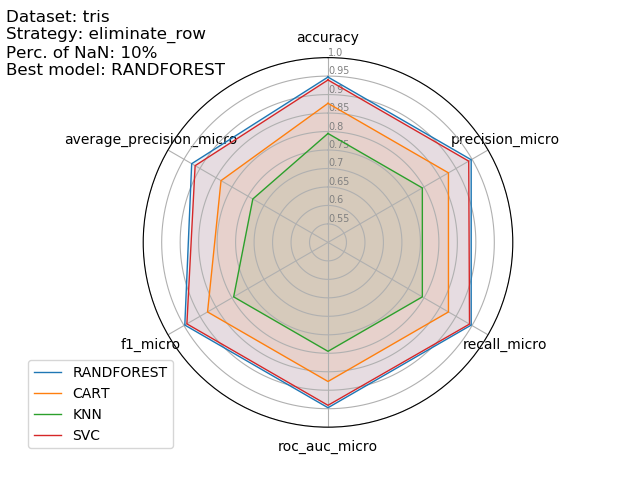 Dataset: tris
Strategy: eliminate_row
Perc. of NaN: 10%
Best model: RANDFOREST
accuracy
1.0
0.95
0.9
0.85
0.8
0.75
0.7
0.65
0.6
0.55
average_precision_micro
precision_micro
f1_micro
recall_micro
roc_auc_micro
RANDFOREST
CART
KNN
SVC